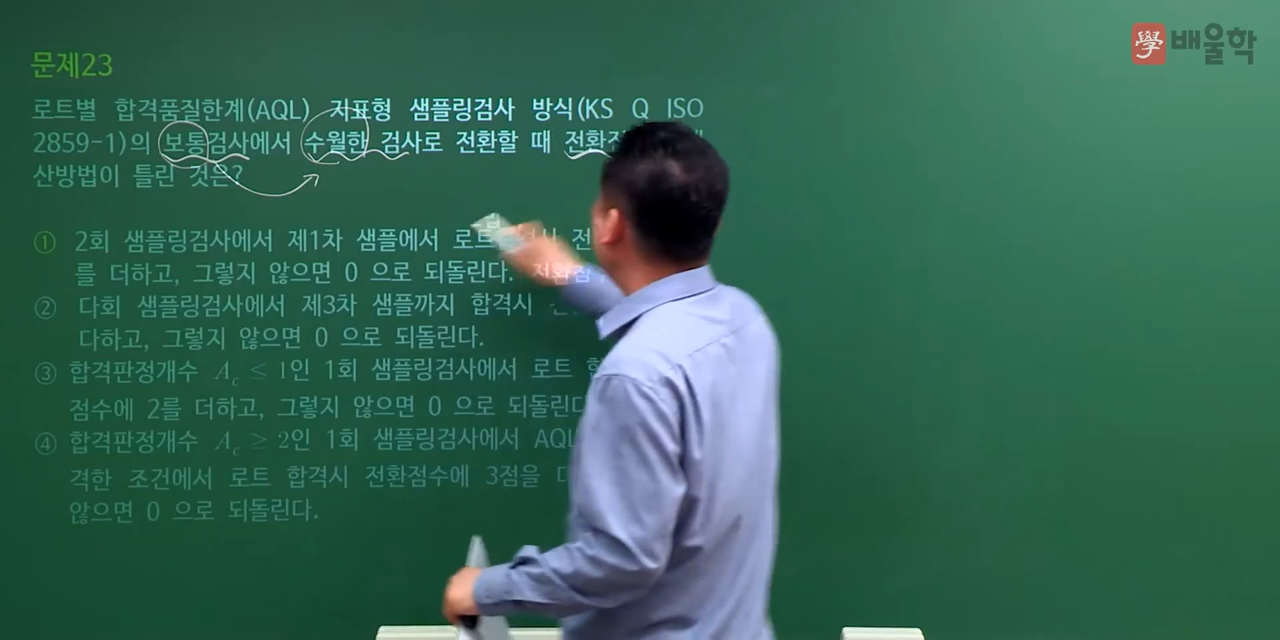 學 배울학
문제23
로트별 합격품질한계(AQL) 지표형 샘플링검사 방식(KS Q ISO
2859-1)의 보통검사에서 수월한 검사로 전환할 때
산방법이 틀린 것은?
① 2회 샘플링검사에서 제1차 샘플에서
를 더하고, 그렇지 않으면 0 으로 되돌린다.
② 다회 샘플링검사에서 제3차 샘플까지 합격시
다하고, 그렇지 않으면 0 으로 되돌린다.
③ 합격판정개수 Ac ≤ 1인 1회 샘플링검사에서 로트
점수에 2를 더하고, 그렇지 않으면 0 으로
④ 합격판정개수 Ac ≥ 2인 1회 샘플링검사에서 AQL
격한 조건에서 로트 합격시 전환점수에 3점을
않으면 0 으로 되돌린다.